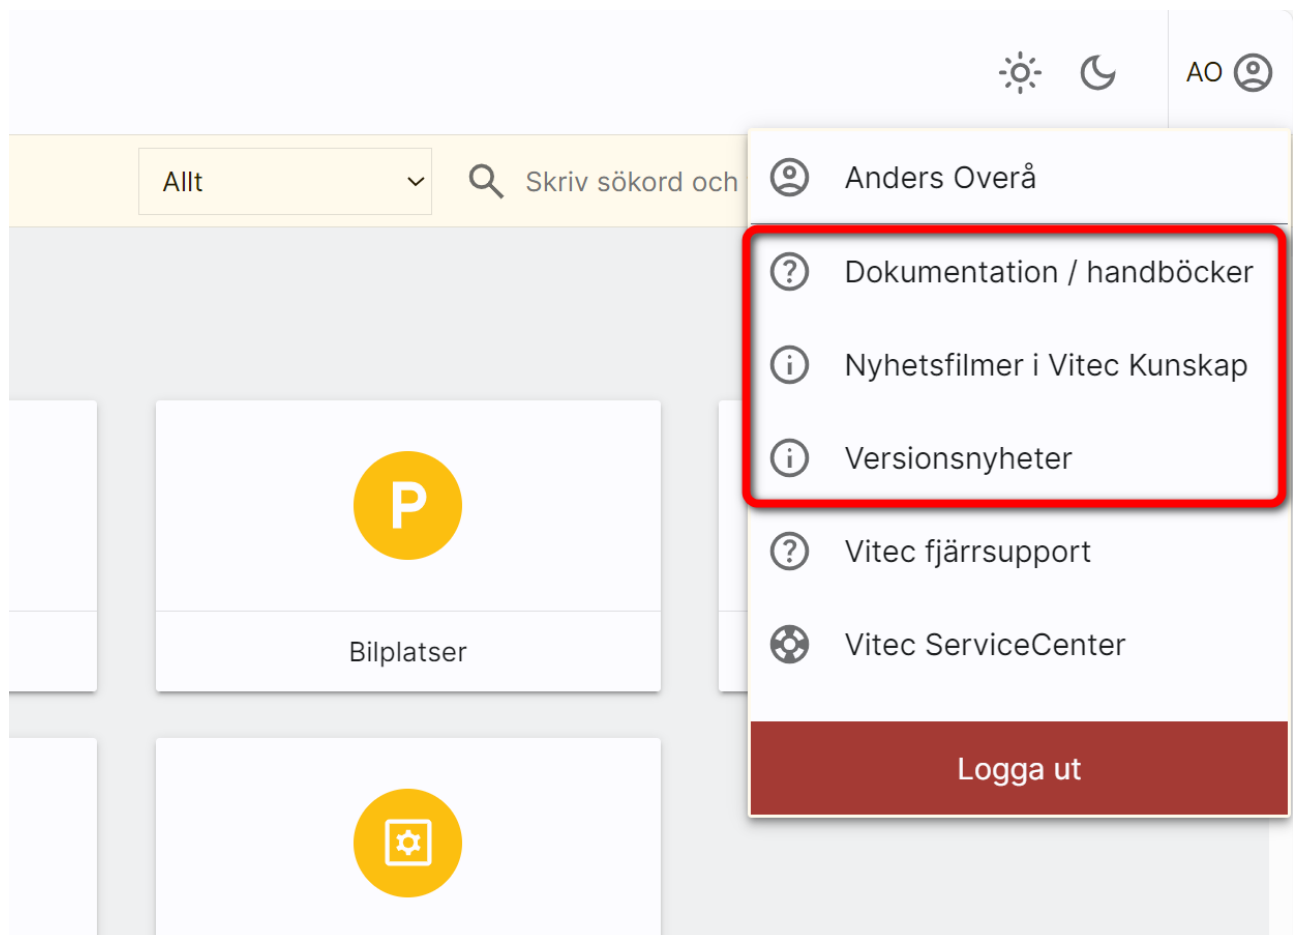 AO
Allt
Skriv sökord och
Anders Overå
Dokumentation / handböcker
Nyhetsfilmer i Vitec Kunskap
Versionsnyheter
Vitec fjärrsupport
Vitec ServiceCenter
Logga ut
P
Bilplatser